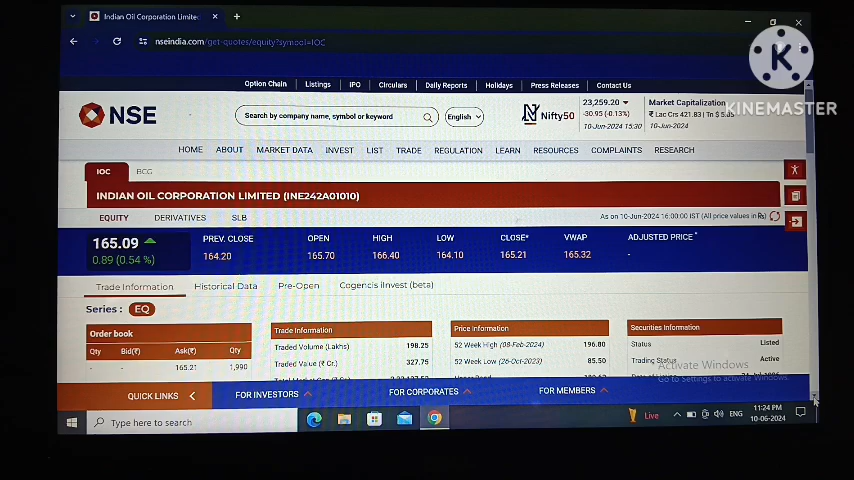 Indian Oil Corporation Limited
nseindia.com/get-quotes/equity?symbol=IOC
K
KINEMASTER
Option Chain Listings IPO Circulars Daily Reports Holidays Press Releases Contact Us
NSE
Search by company name, symbol or keyword
English
Nifty50
23,259.20
-30.95 (-0.13%)
10-Jun-2024 15:30
Market Capitalization
₹ Lac Crs 421.83 | Tn $
10-Jun-2024
HOME ABOUT MARKET DATA INVEST LIST TRADE REGULATION LEARN RESOURCES COMPLAINTS RESEARCH
IOC BCG
INDIAN OIL CORPORATION LIMITED (INE242A01010)
EQUITY DERIVATIVES SLB
As on 10-Jun-2024 16:00:00 IST (All price values in ₹)
165.09
0.89 (0.54 %)
PREV. CLOSE OPEN HIGH LOW CLOSE* VWAP ADJUSTED PRICE
164.20 165.70 166.40 164.10 165.21 165.32 -
Trade Information Historical Data Pre-Open Cogencis iInvest (beta)
Series : EQ
Order book
Qty Bid(₹) Ask(₹) Qty
- - 165.21 1,990
Trade Information
Traded Volume (Lakhs) 198.25
Traded Value (₹ Cr.) 327.75
Price Information
52 Week High (08-Feb-2024) 196.80
52 Week Low (26-Oct-2023) 85.50
Securities Information
Status Listed
Trading Status Active
Activate Windows
Go to Settings to activate Windows.
QUICK LINKS FOR INVESTORS FOR CORPORATES FOR MEMBERS
Type here to search
Live
ENG
11:24 PM
10-06-2024